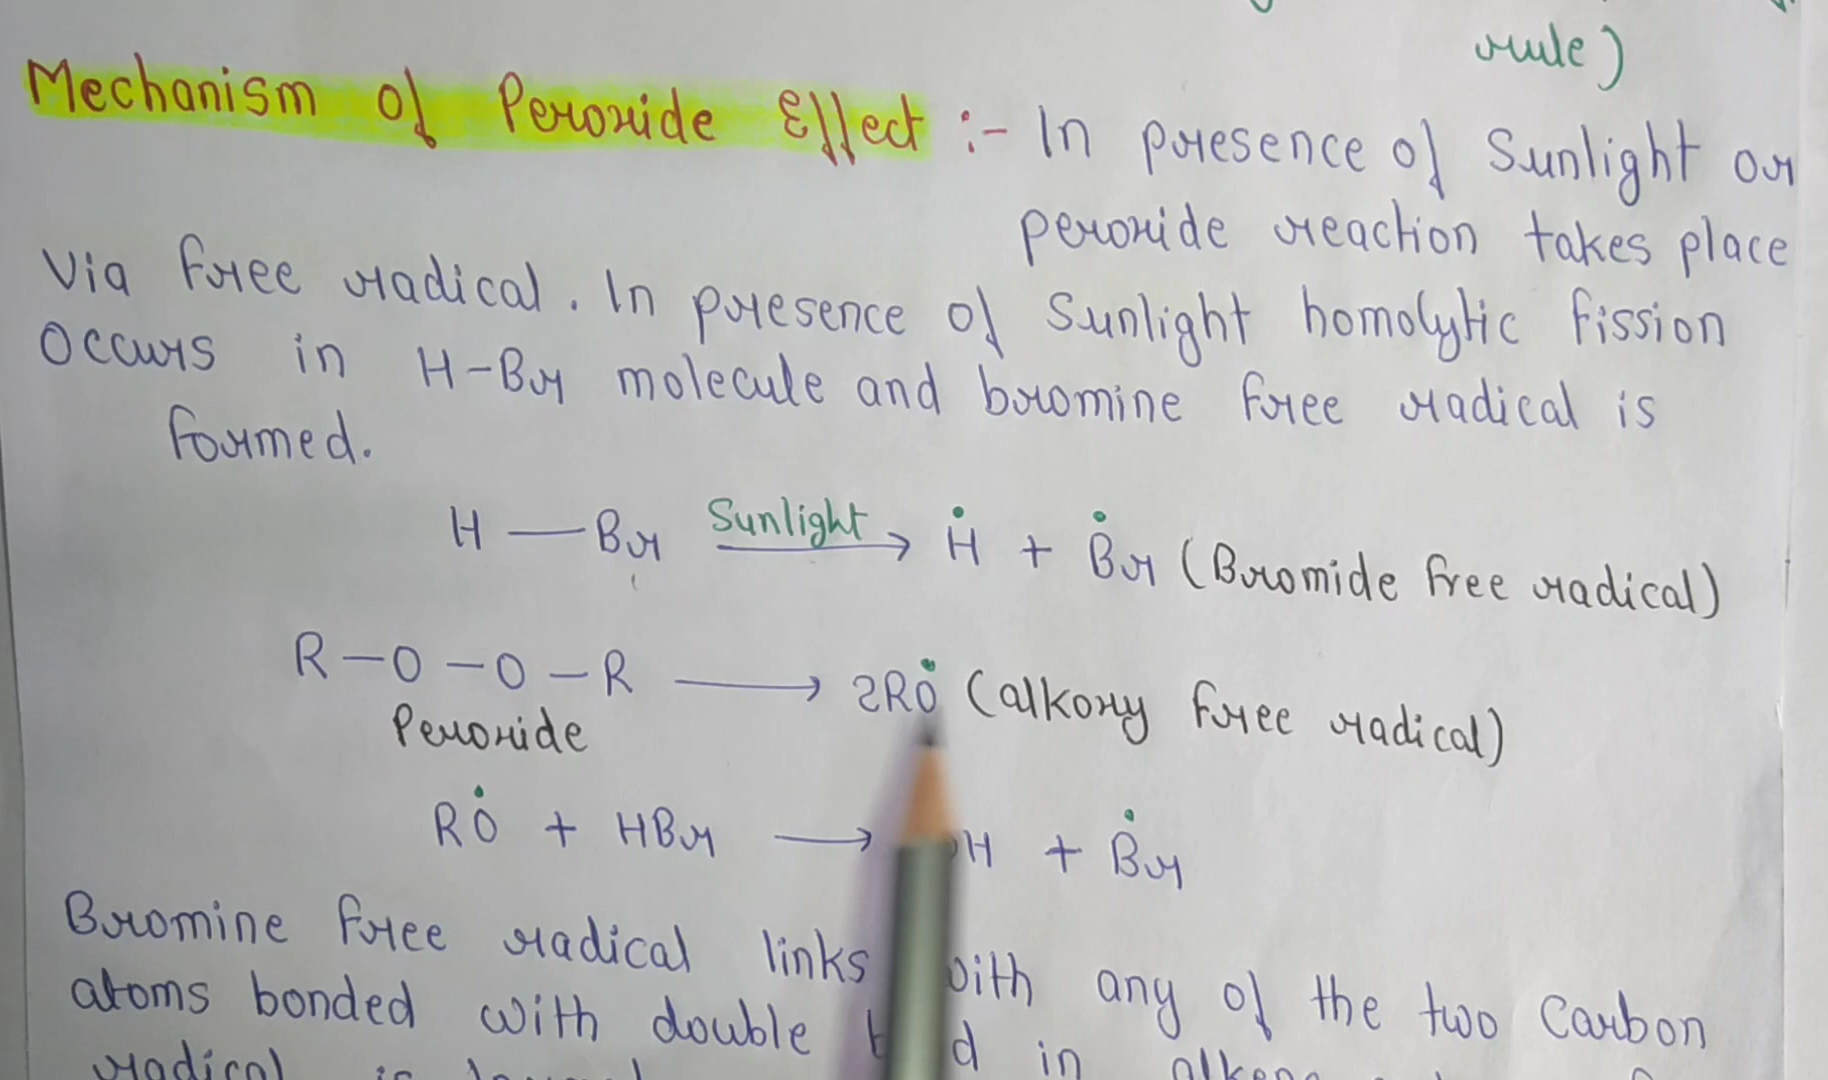 rule)
Mechanism of Peroxide Effect :- In presence of Sunlight or
peroxide reaction takes place
Via free radical. In presence of Sunlight homolytic fission
Occurs in H-Br molecule and bromine free radical is
formed.
H — Br Sunlight → Ḣ + Ḃr (Bromide free radical)
R - O - O - R → 2RȮ (alkoxy free radical)
Peroxide
RȮ + HBr → H + Ḃr
Bromine free radical links with any of the two Carbon
atoms bonded with double in
radical is